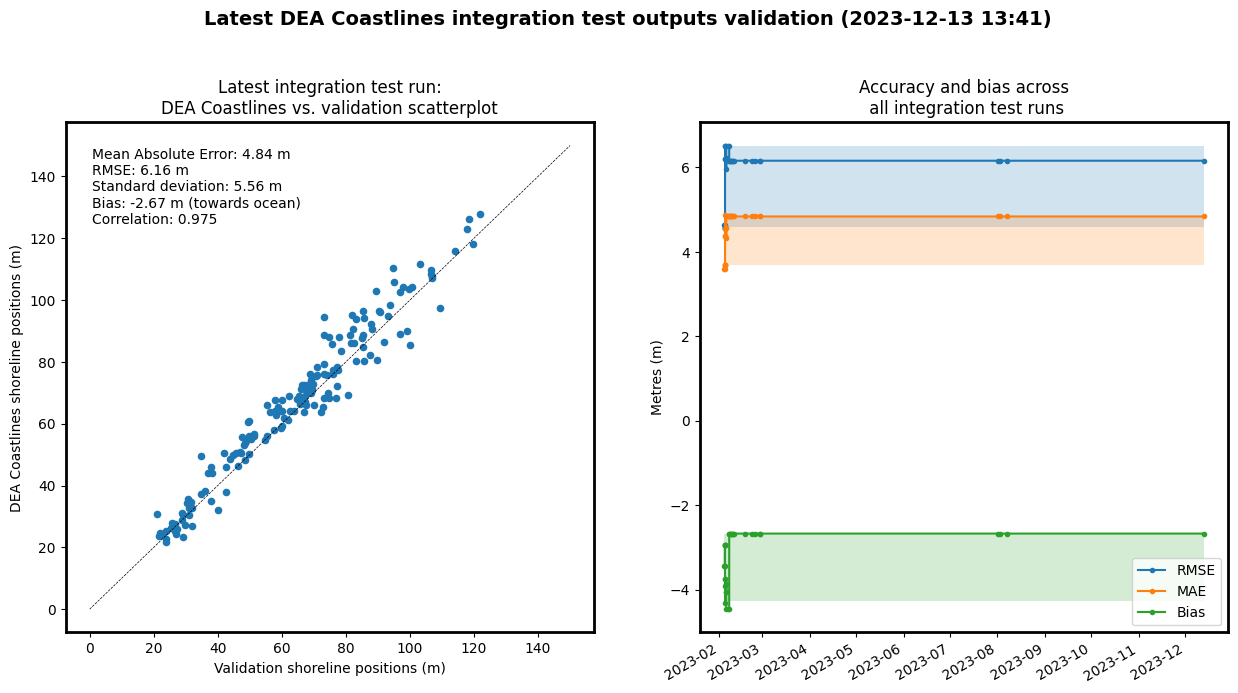 Latest DEA Coastlines integration test outputs validation (2023-12-13 13:41)
Latest integration test run:
DEA Coastlines vs. validation scatterplot
Mean Absolute Error: 4.84 m
RMSE: 6.16 m
Standard deviation: 5.56 m
Bias: -2.67 m (towards ocean)
Correlation: 0.975
DEA Coastlines shoreline positions (m)
140
120
100
80
60
40
20
0
0 20 40 60 80 100 120 140
Validation shoreline positions (m)
Accuracy and bias across
all integration test runs
Metres (m)
6
4
2
0
−2
−4
RMSE
MAE
Bias
2023-02 2023-03 2023-04 2023-05 2023-06 2023-07 2023-08 2023-09 2023-10 2023-11 2023-12